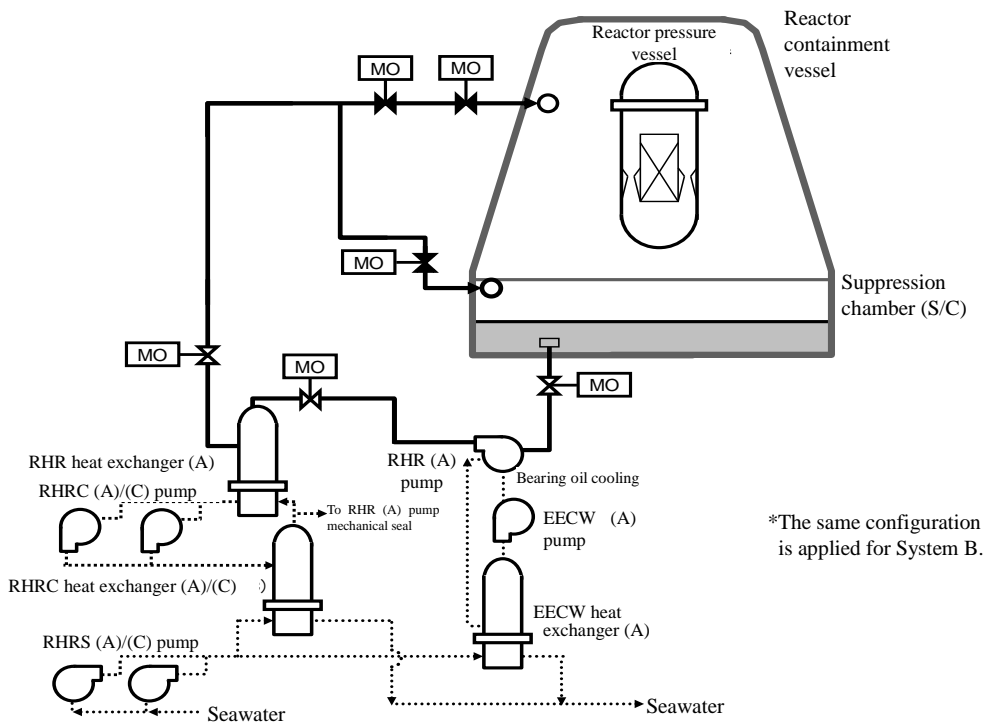 Reactor
containment
vessel
Reactor pressure
vessel
MO
MO
MO
Suppression
chamber (S/C)
MO
MO
MO
RHR heat exchanger (A)
RHR (A)
pump
Bearing oil cooling
RHRC (A)/(C) pump
To RHR (A) pump
mechanical seal
EECW (A)
pump
*The same configuration
is applied for System B.
RHRC heat exchanger (A)/(C)
EECW heat
exchanger (A)
RHRS (A)/(C) pump
Seawater
Seawater